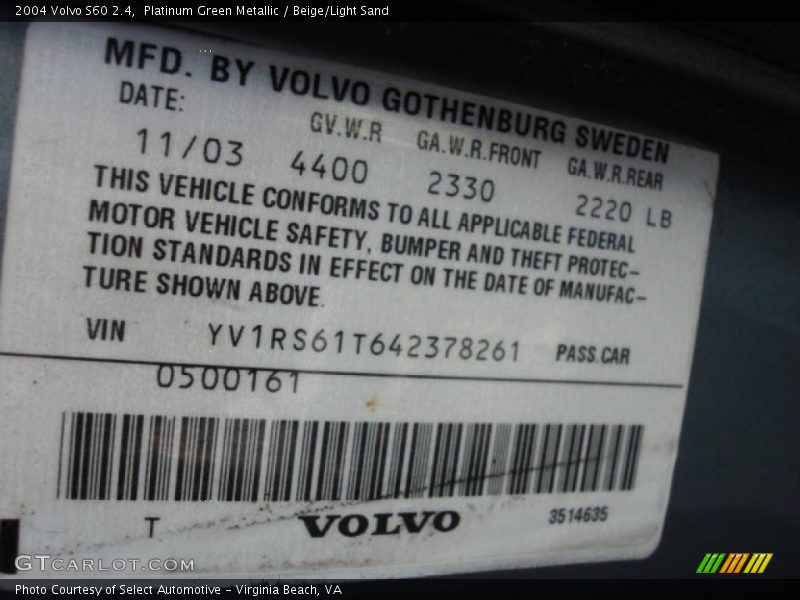 2004 Volvo S60 2.4, Platinum Green Metallic / Beige/Light Sand
MFD. BY VOLVO GOTHENBURG SWEDEN
DATE: GV.W.R GA.W.R.FRONT GA.W.R.REAR
11/03 4400 2330 2220 LB
THIS VEHICLE CONFORMS TO ALL APPLICABLE FEDERAL
MOTOR VEHICLE SAFETY, BUMPER AND THEFT PROTEC-
TION STANDARDS IN EFFECT ON THE DATE OF MANUFAC-
TURE SHOWN ABOVE.
VIN YV1RS61T642378261 PASS.CAR
0500161
T VOLVO 3514635
GTCARLOT.COM
Photo Courtesy of Select Automotive - Virginia Beach, VA